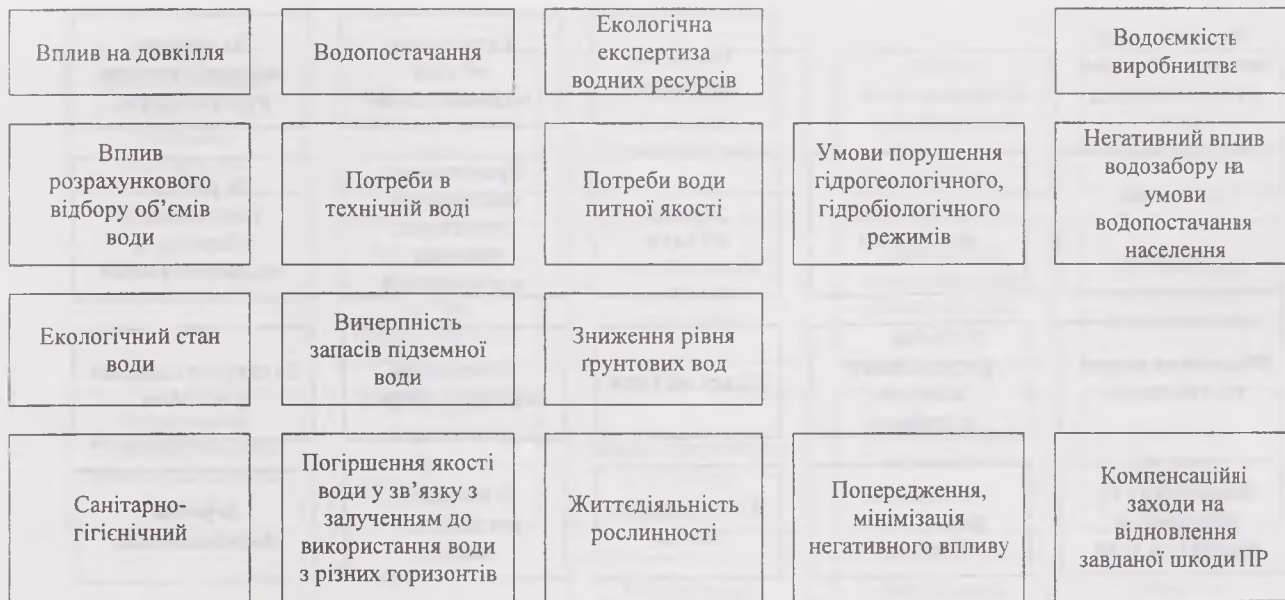 Вплив на довкілля
Водопостачання
Екологічна
експертиза
водних ресурсів
Водоємкість
виробництва
Вплив
розрахункового
відбору об’ємів
води
Потреби в
технічній воді
Потреби води
питної якості
Умови порушення
гідрогеологічного,
гідробіологічного
режимів
Негативний вплив
водозабору на
умови
водопостачання
населення
Екологічний стан
води
Вичерпність
запасів підземної
води
Зниження рівня
ґрунтових вод
Санітарно-
гігієнічний
Погіршення якості
води у зв’язку з
залученням до
використання води
з різних горизонтів
Життєдіяльність
рослинності
Попередження,
мінімізація
негативного впливу
Компенсаційні
заходи на
відновлення
завданої шкоди ПР